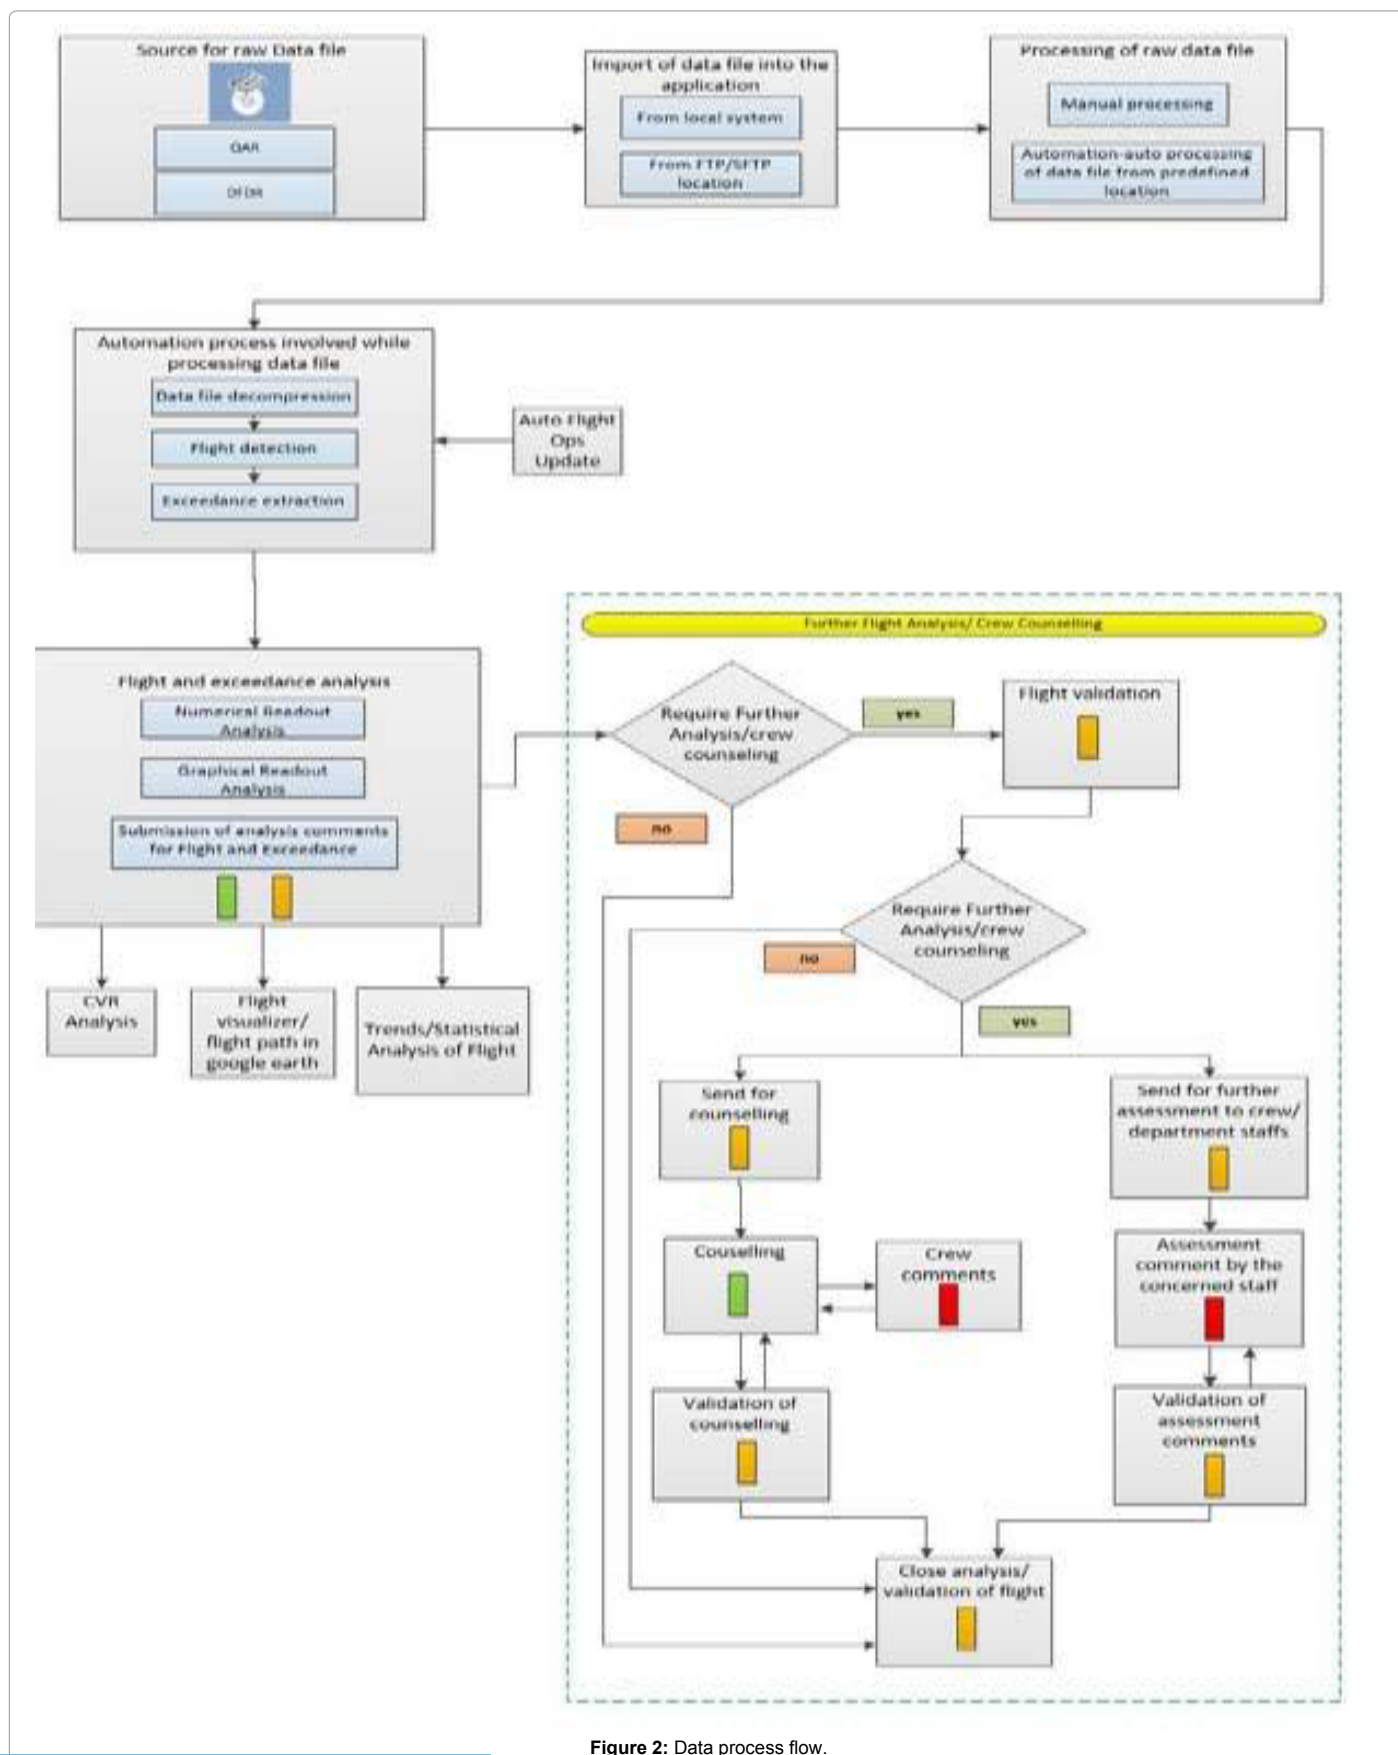 Source for raw Data file
QAR
DFDR
Import of data file into the
application
From local system
From FTP/SFTP
location
Processing of raw data file
Manual processing
Automation-auto processing
of data file from predefined
location
Automation process involved while
processing data file
Data file decompression
Flight detection
Exceedance extraction
Auto Flight
Ops
Update
Further Flight Analysis/ Crew Counselling
Flight and exceedance analysis
Numerical Readout
Analysis
Graphical Readout
Analysis
Submission of analysis comments
for Flight and Exceedance
Require Further
Analysis/crew
counseling
yes
no
Flight validation
Require Further
Analysis/crew
counseling
no
yes
CVR
Analysis
Flight
visualizer/
flight path in
google earth
Trends/Statistical
Analysis of Flight
Send for
counselling
Send for further
assessment to crew/
department staffs
Couselling
Crew
comments
Assessment
comment by the
concerned staff
Validation of
counselling
Validation of
assessment
comments
Close analysis/
validation of flight
Figure 2: Data process flow.